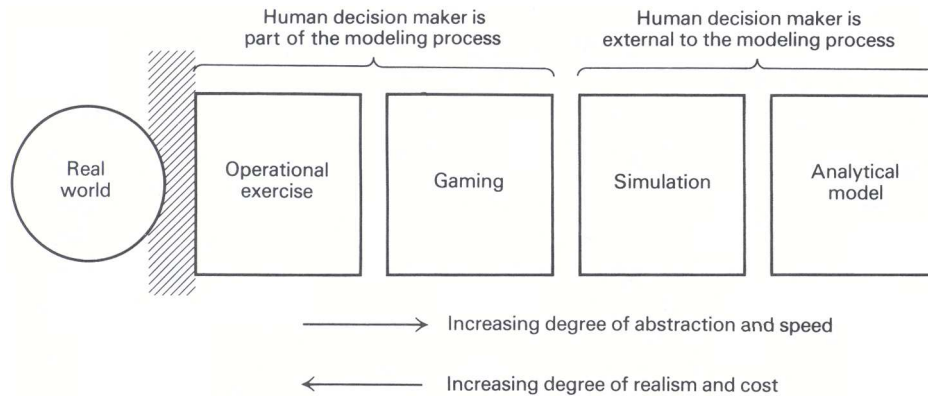 Human decision maker is
part of the modeling process
Human decision maker is
external to the modeling process
Real
world
Operational
exercise
Gaming
Simulation
Analytical
model
Increasing degree of abstraction and speed
Increasing degree of realism and cost